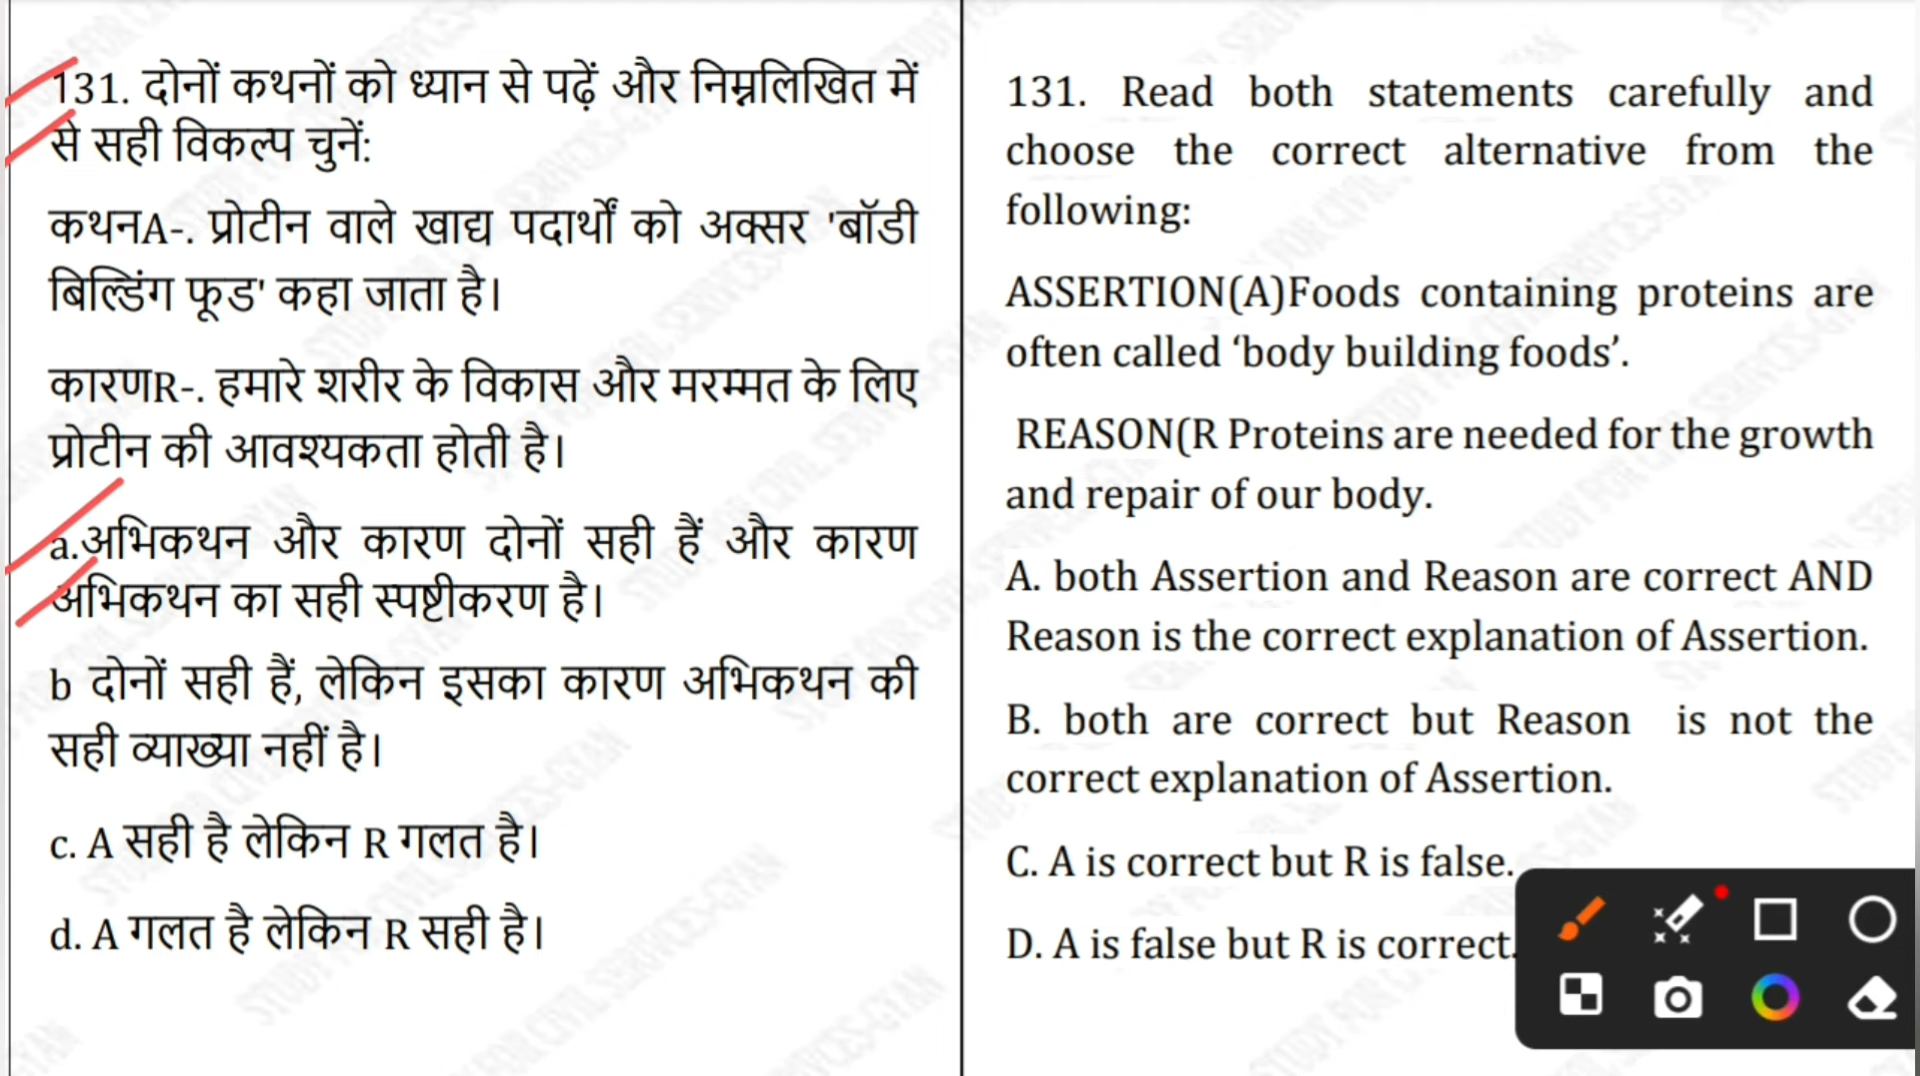 131. दोनों कथनों को ध्यान से पढ़ें और निम्नलिखित में
से सही विकल्प चुनें:
कथनA-. प्रोटीन वाले खाद्य पदार्थों को अक्सर 'बॉडी
बिल्डिंग फूड' कहा जाता है।
कारणR-. हमारे शरीर के विकास और मरम्मत के लिए
प्रोटीन की आवश्यकता होती है।
a.अभिकथन और कारण दोनों सही हैं और कारण
अभिकथन का सही स्पष्टीकरण है।
b दोनों सही हैं, लेकिन इसका कारण अभिकथन की
सही व्याख्या नहीं है।
c. A सही है लेकिन R गलत है।
d. A गलत है लेकिन R सही है।
131. Read both statements carefully and
choose the correct alternative from the
following:
ASSERTION(A)Foods containing proteins are
often called ‘body building foods’.
REASON(R Proteins are needed for the growth
and repair of our body.
A. both Assertion and Reason are correct AND
Reason is the correct explanation of Assertion.
B. both are correct but Reason is not the
correct explanation of Assertion.
C. A is correct but R is false.
D. A is false but R is correct.
STUDY FOR CIVIL SERVICES-GYAN